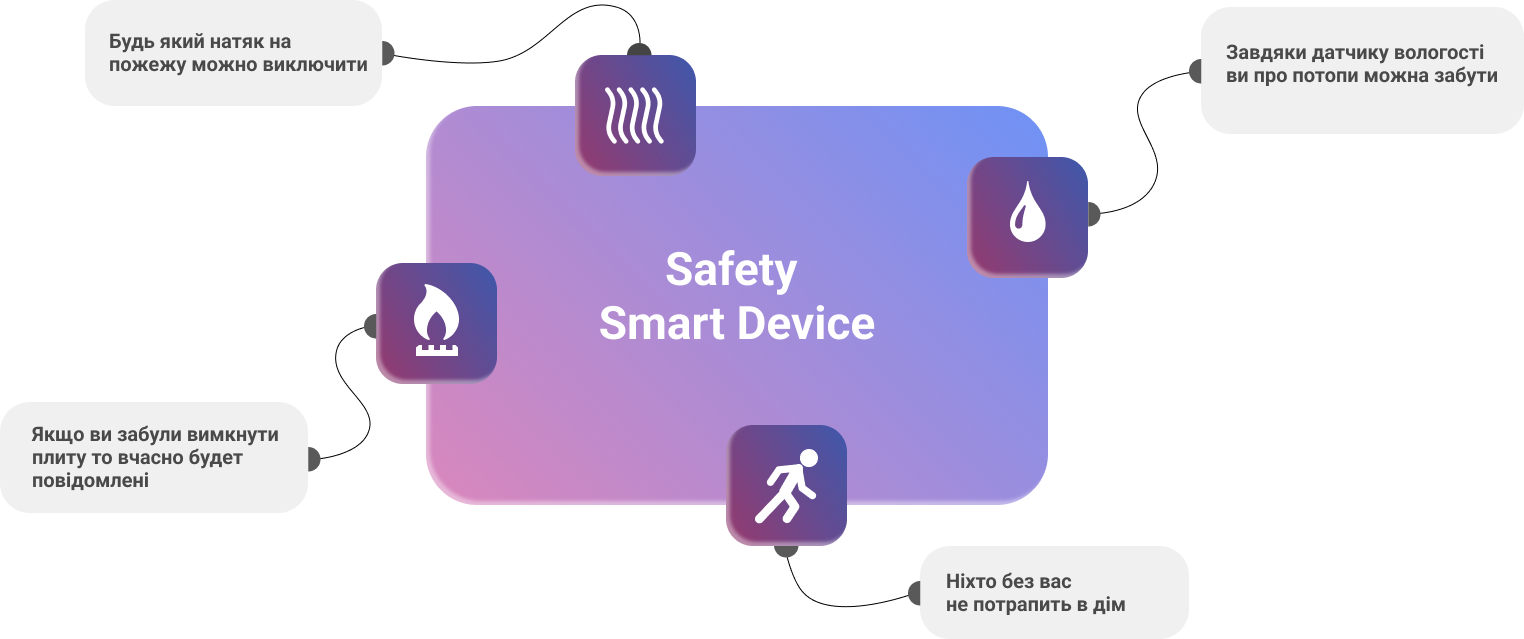 Будь який натяк на
пожежу можно виключити
Завдяки датчику вологості
ви про потопи можна забути
Safety
Smart Device
Якщо ви забули вимкнути
плиту то вчасно будет
повідомлені
Ніхто без вас
не потрапить в дім